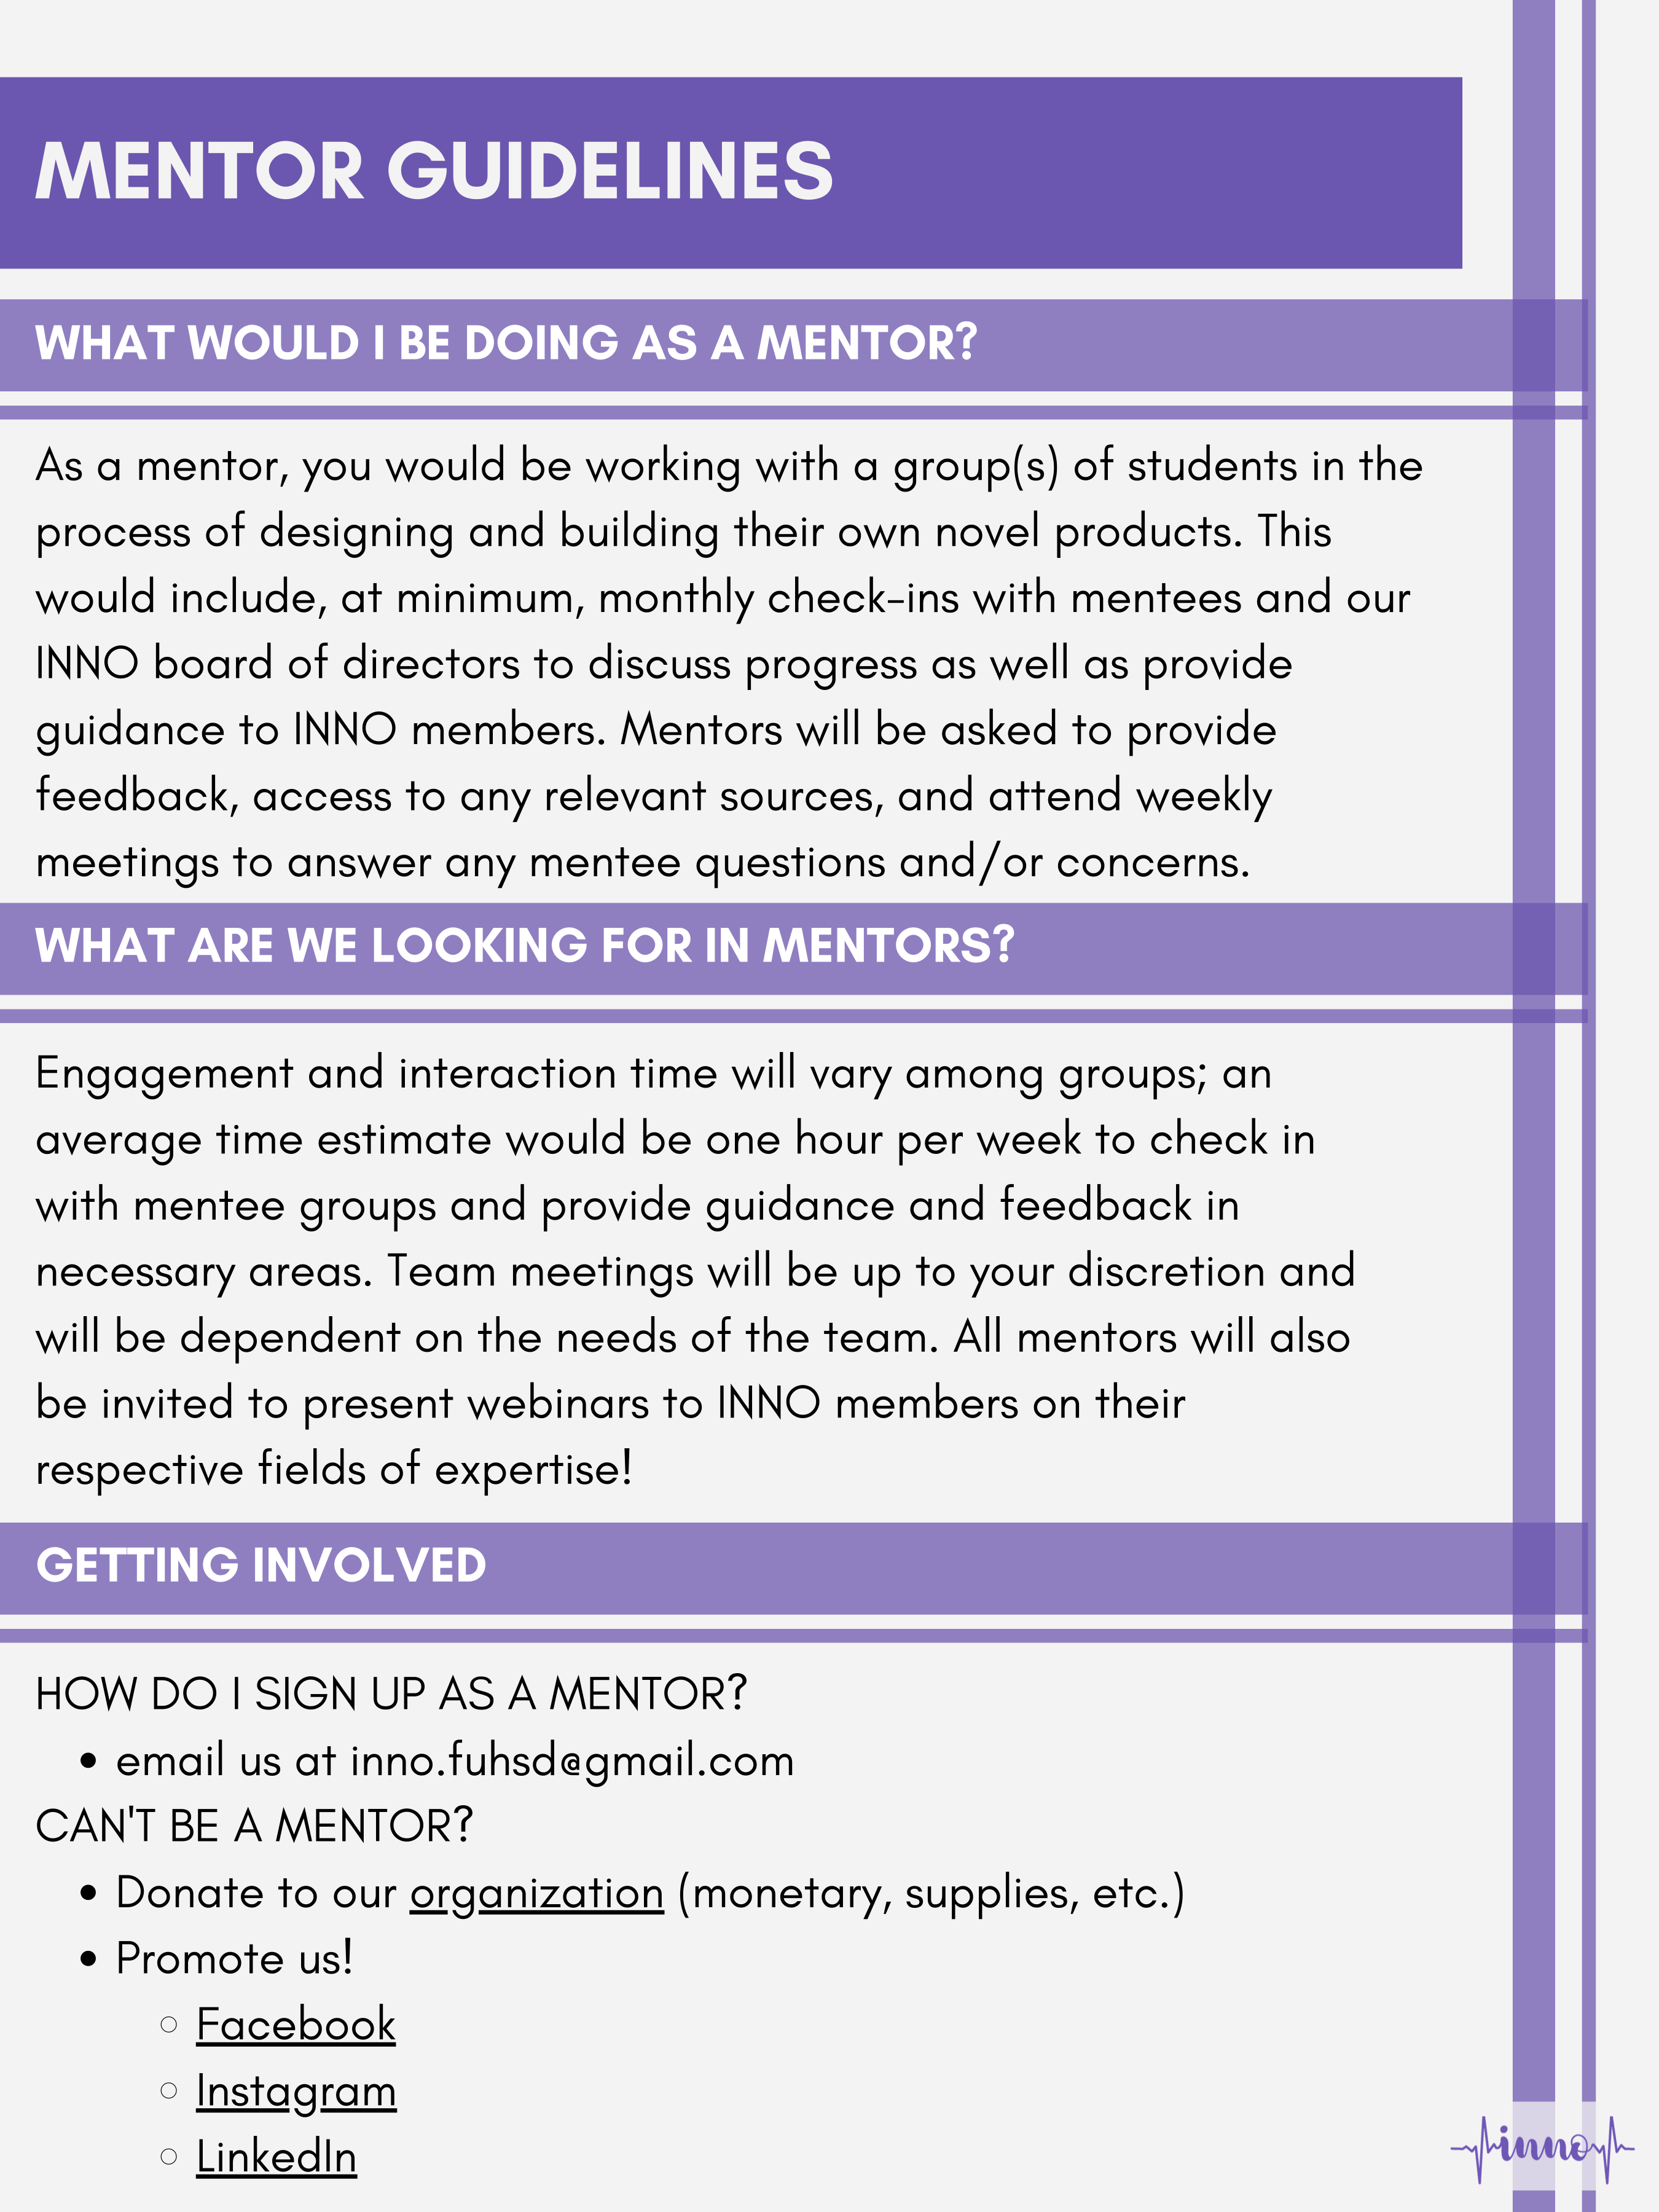 MENTOR GUIDELINES
WHAT WOULD I BE DOING AS A MENTOR?
As a mentor, you would be working with a group(s) of students in the
process of designing and building their own novel products. This
would include, at minimum, monthly check-ins with mentees and our
INNO board of directors to discuss progress as well as provide
guidance to INNO members. Mentors will be asked to provide
feedback, access to any relevant sources, and attend weekly
meetings to answer any mentee questions and/or concerns.
WHAT ARE WE LOOKING FOR IN MENTORS?
Engagement and interaction time will vary among groups; an
average time estimate would be one hour per week to check in
with mentee groups and provide guidance and feedback in
necessary areas. Team meetings will be up to your discretion and
will be dependent on the needs of the team. All mentors will also
be invited to present webinars to INNO members on their
respective fields of expertise!
GETTING INVOLVED
HOW DO I SIGN UP AS A MENTOR?
• email us at inno.fuhsd@gmail.com
CAN'T BE A MENTOR?
• Donate to our organization (monetary, supplies, etc.)
• Promote us!
◦ Facebook
◦ Instagram
◦ LinkedIn
inno